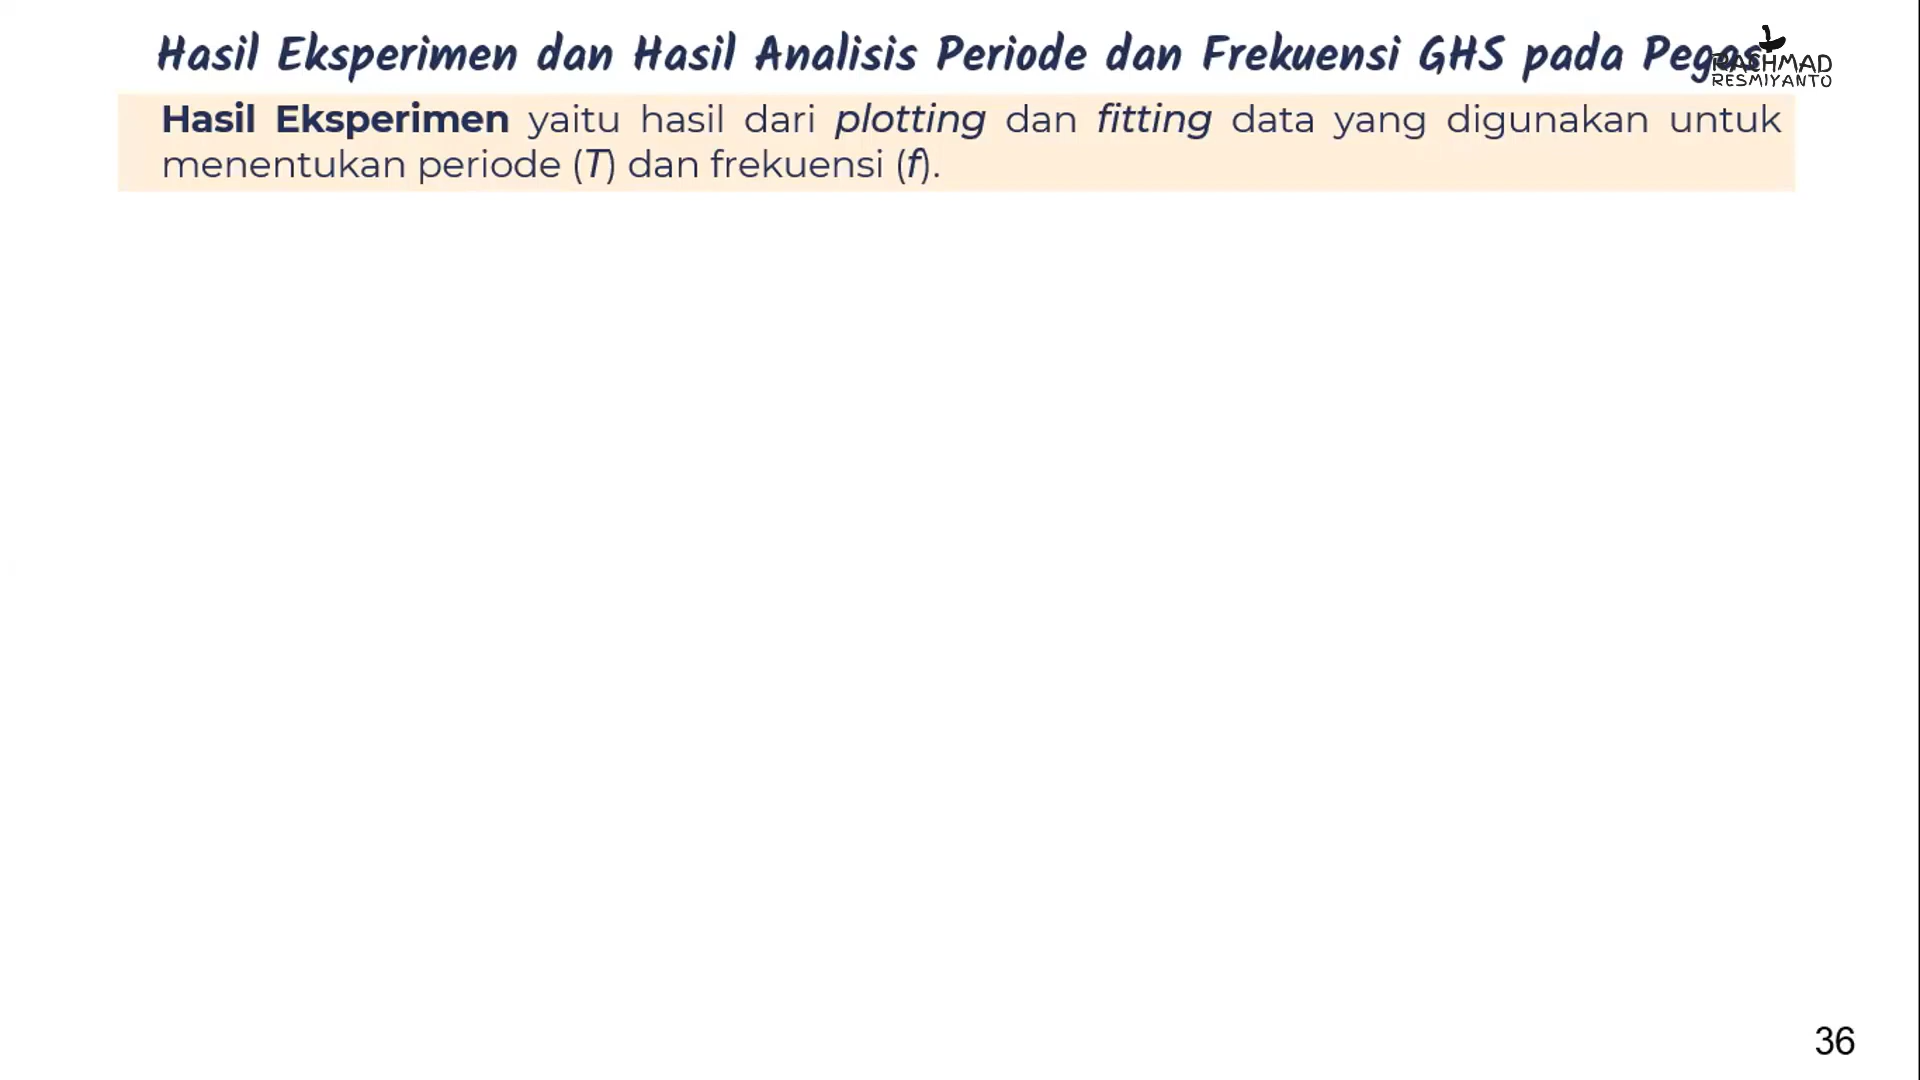 Hasil Eksperimen dan Hasil Analisis Periode dan Frekuensi GHS pada Pegas
RACHMAD
RESMIYANTO
Hasil Eksperimen yaitu hasil dari plotting dan fitting data yang digunakan untuk
menentukan periode (T) dan frekuensi (f).
36